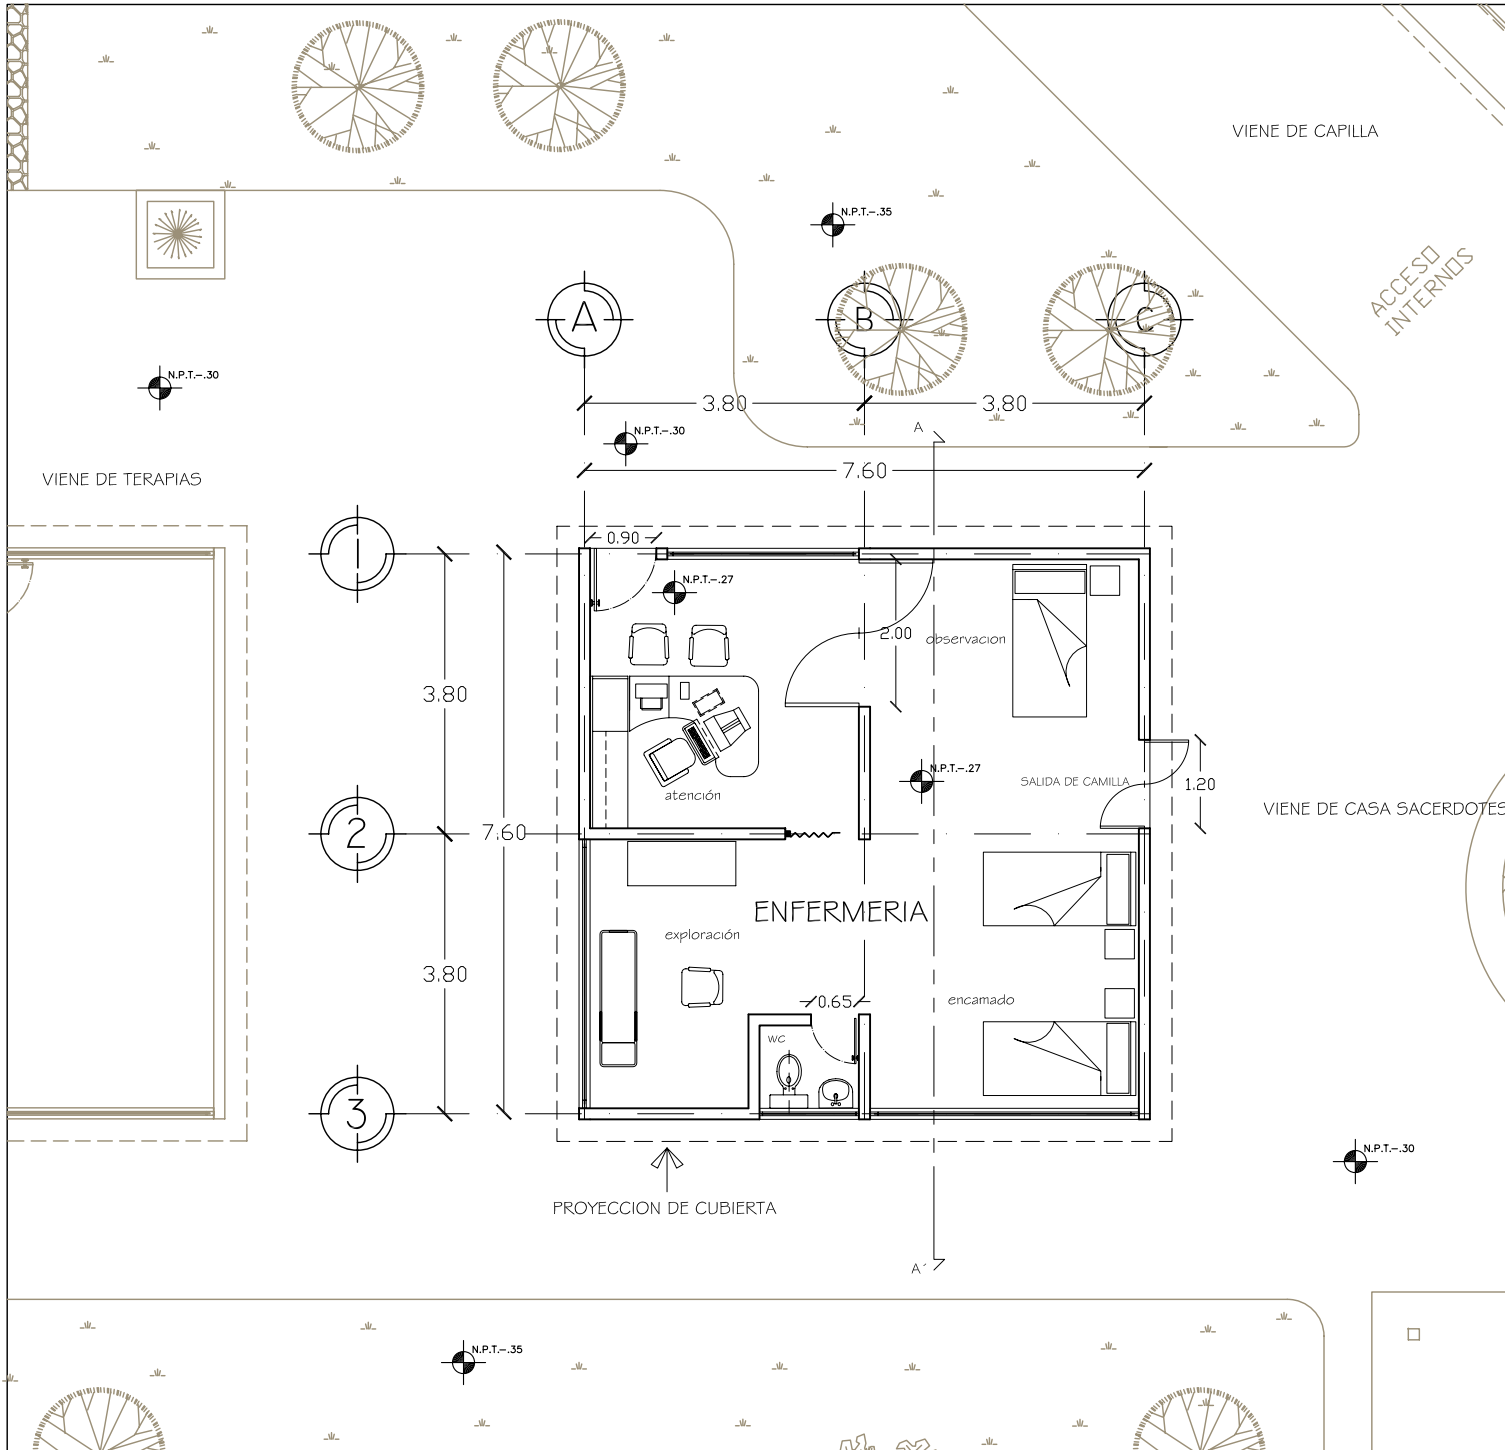 VIENE DE CAPILLA
N.P.T.-.35
ACCESO
INTERNOS
A
B
C
N.P.T.-.30
3.80
3.80
N.P.T.-.30
A
7.60
VIENE DE TERAPIAS
0.90
1
N.P.T.-.27
2.00
observacion
3.80
N.P.T.-.27
SALIDA DE CAMILLA
1.20
atención
VIENE DE CASA SACERDOTES
2
7.60
ENFERMERIA
exploración
3.80
0.65
encamado
WC
3
N.P.T.-.30
PROYECCION DE CUBIERTA
A´
N.P.T.-.35